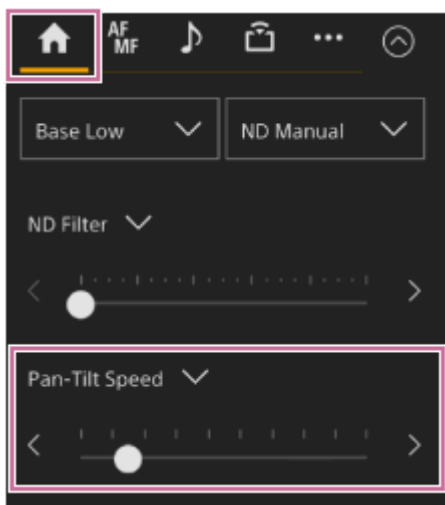 AF
MF
Base Low
ND Manual
ND Filter
Pan-Tilt Speed